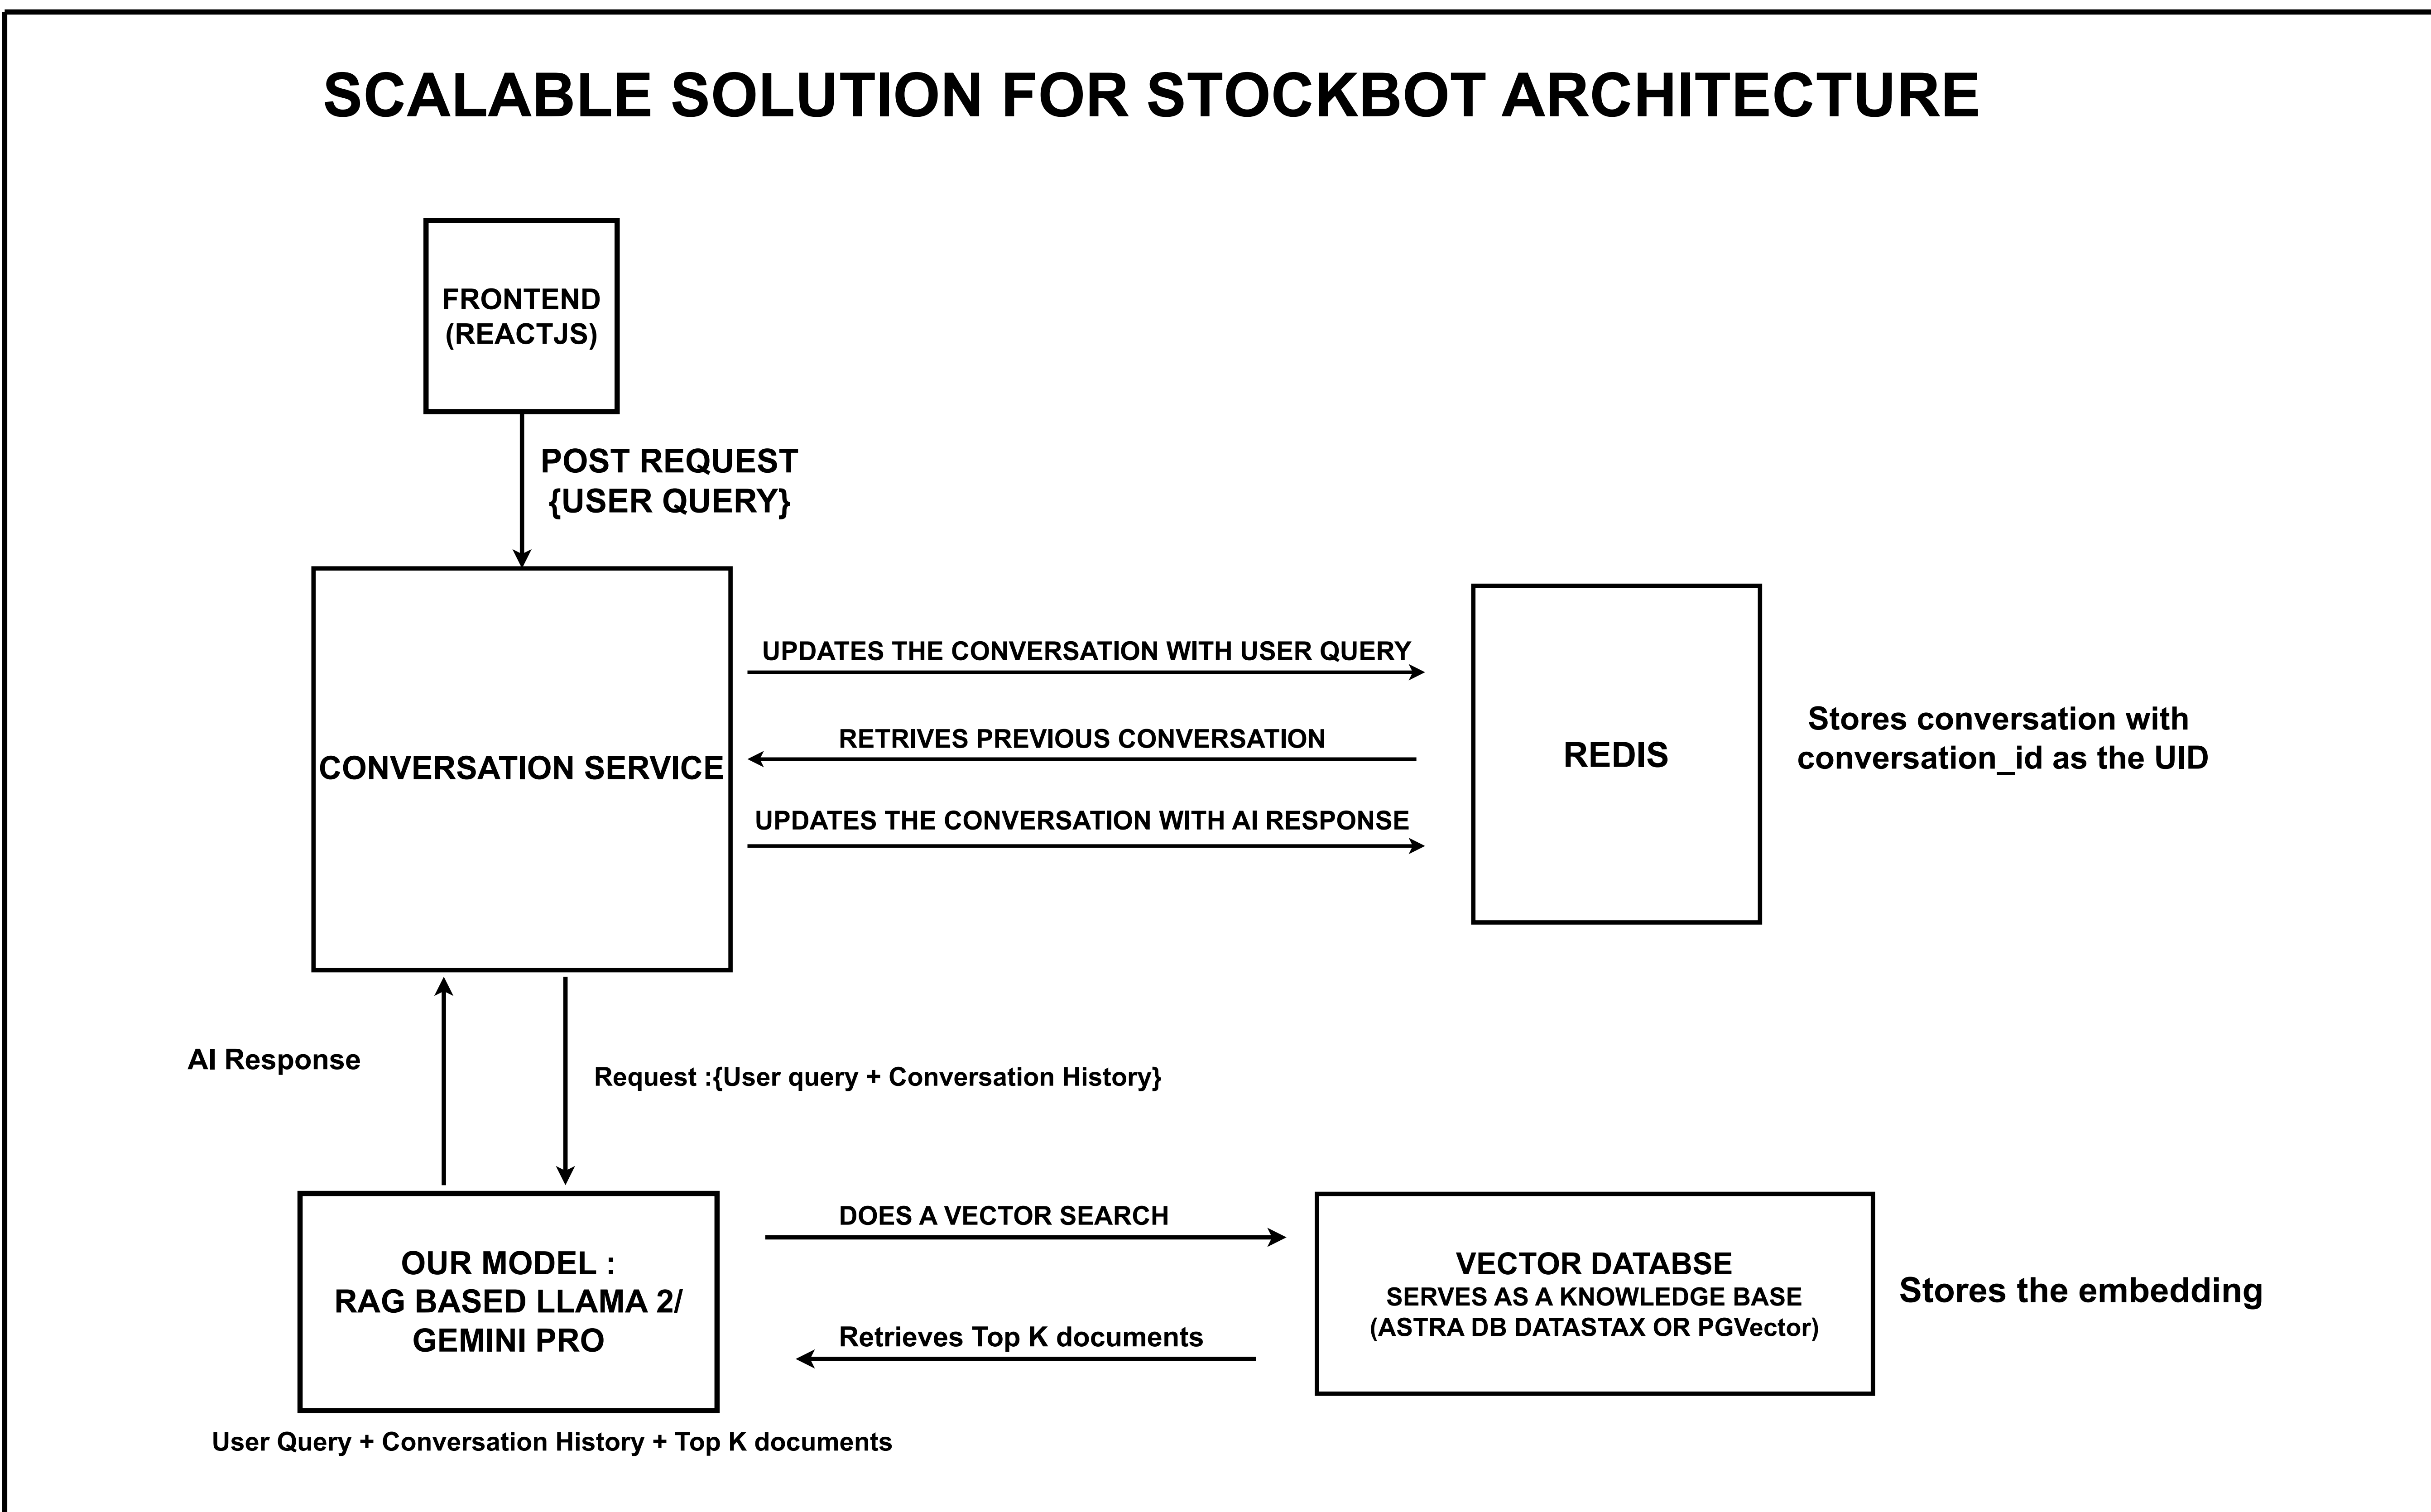 SCALABLE SOLUTION FOR STOCKBOT ARCHITECTURE
FRONTEND
(REACTJS)
POST REQUEST
{USER QUERY}
CONVERSATION SERVICE
UPDATES THE CONVERSATION WITH USER QUERY
RETRIVES PREVIOUS CONVERSATION
UPDATES THE CONVERSATION WITH AI RESPONSE
REDIS
Stores conversation with
conversation_id as the UID
AI Response
Request :{User query + Conversation History}
OUR MODEL :
RAG BASED LLAMA 2/
GEMINI PRO
DOES A VECTOR SEARCH
Retrieves Top K documents
VECTOR DATABSE
SERVES AS A KNOWLEDGE BASE
(ASTRA DB DATASTAX OR PGVector)
Stores the embedding
User Query + Conversation History + Top K documents